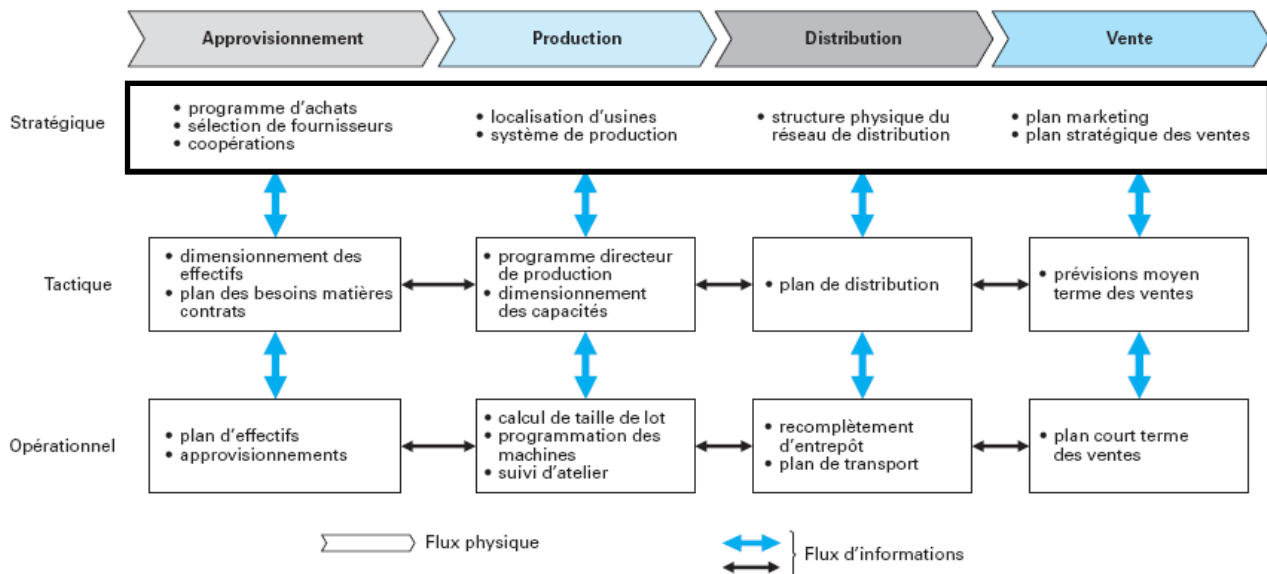 Approvisionnement
Production
Distribution
Vente
Stratégique
• programme d'achats
• sélection de fournisseurs
• coopérations
• localisation d'usines
• système de production
• structure physique du
réseau de distribution
• plan marketing
• plan stratégique des ventes
Tactique
• dimensionnement des
effectifs
• plan des besoins matières
contrats
• programme directeur
de production
• dimensionnement
des capacités
• plan de distribution
• prévisions moyen
terme des ventes
Opérationnel
• plan d'effectifs
• approvisionnements
• calcul de taille de lot
• programmation des
machines
• suivi d'atelier
• recomplètement
d'entrepôt
• plan de transport
• plan court terme
des ventes
Flux physique
Flux d'informations